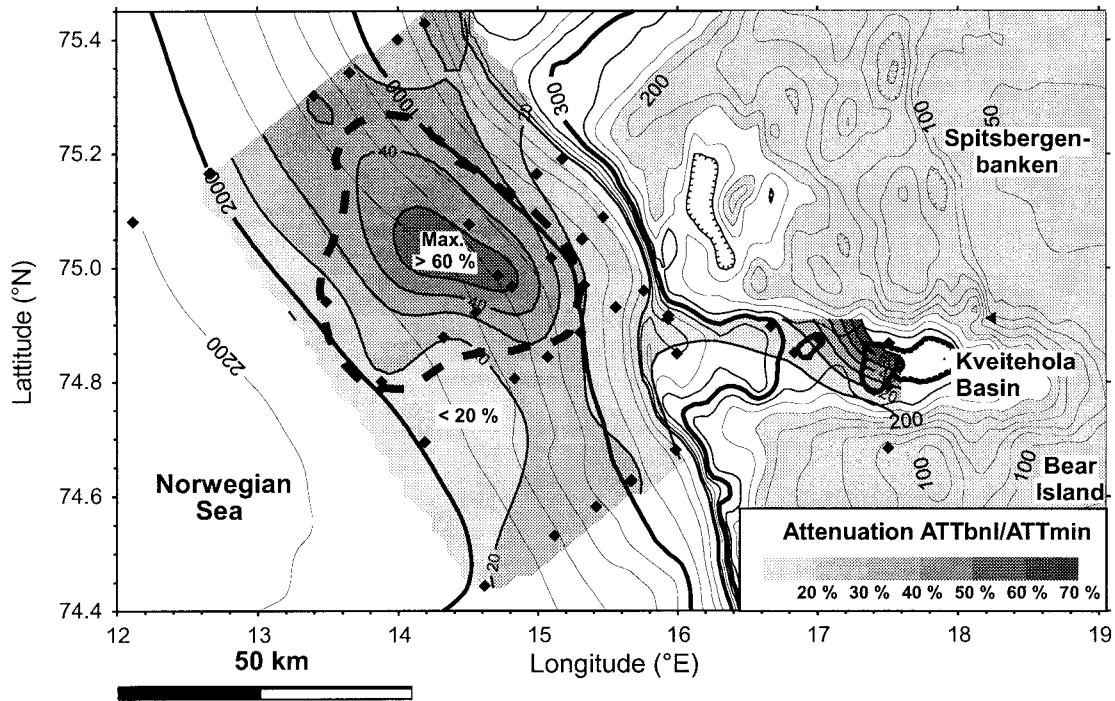 75.4
75.2
75.0
74.8
74.6
74.4
Lattitude (°N)
12
13
14
15
16
17
18
19
Longitude (°E)
50 km
2000
2200
1000
300
200
100
50
40
40
20
200
100
100
Max.
> 60 %
< 20 %
Norwegian
Sea
Spitsbergen-
banken
Kveitehola
Basin
Bear
Island
Attenuation ATTbnl/ATTmin
20 % 30 % 40 % 50 % 60 % 70 %